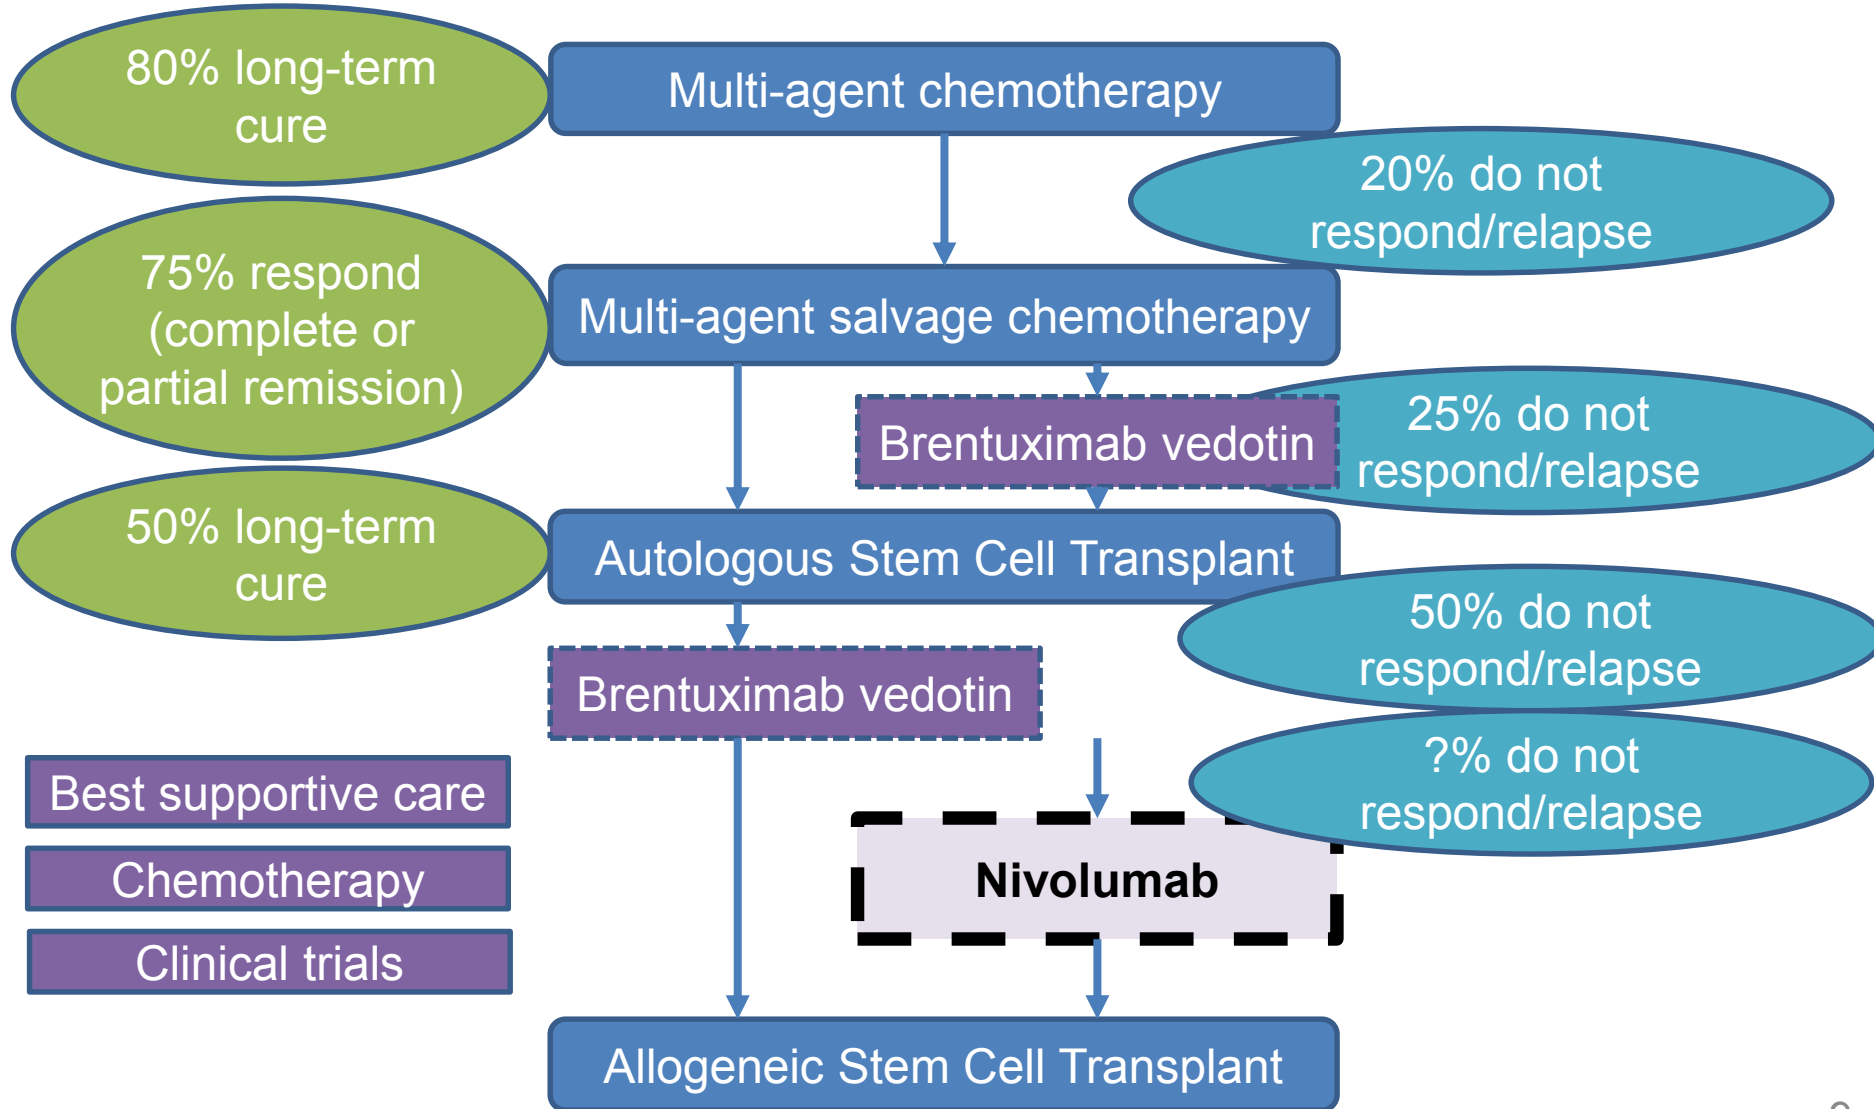 80% long-term
cure
Multi-agent chemotherapy
20% do not
respond/relapse
75% respond
(complete or
partial remission)
Multi-agent salvage chemotherapy
Brentuximab vedotin
25% do not
respond/relapse
50% long-term
cure
Autologous Stem Cell Transplant
50% do not
respond/relapse
Brentuximab vedotin
?% do not
respond/relapse
Best supportive care
Chemotherapy
Clinical trials
Nivolumab
Allogeneic Stem Cell Transplant